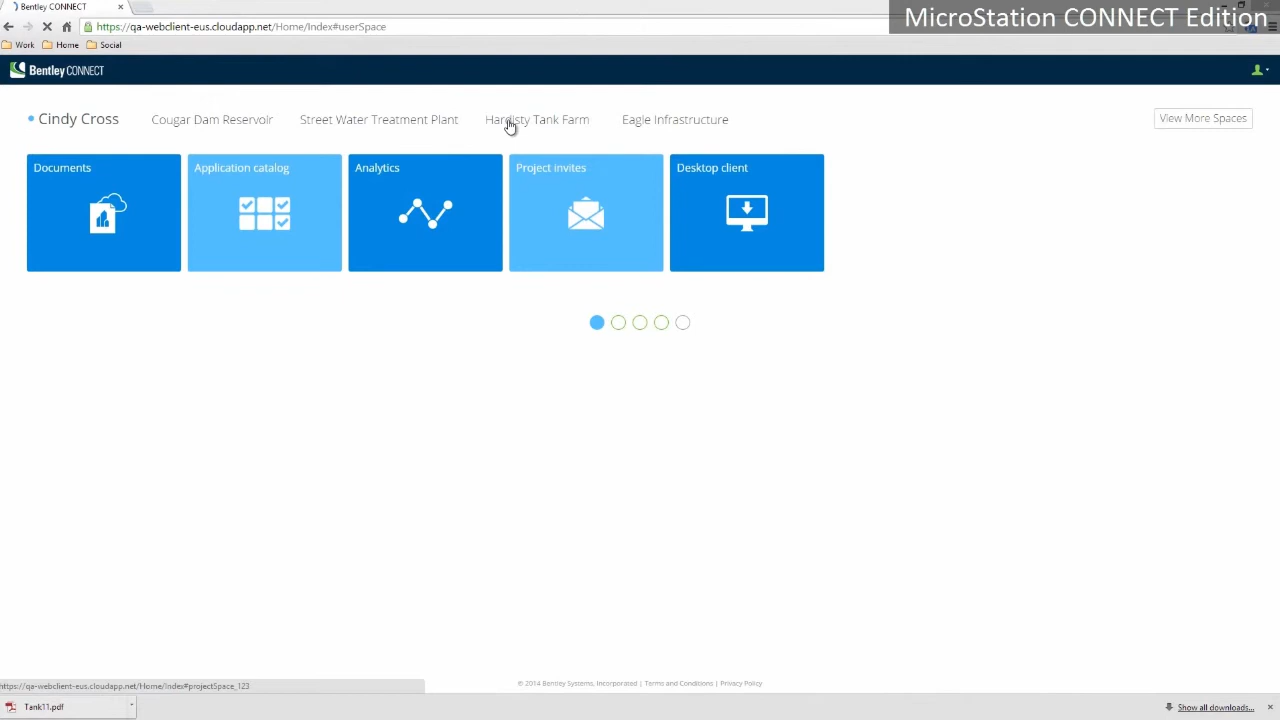 Bentley CONNECT
MicroStation CONNECT Edition
https://qa-webclient-eus.cloudapp.net/Home/Index#userSpace
Work Home Social
Bentley CONNECT
Cindy Cross Cougar Dam Reservoir Street Water Treatment Plant Hardisty Tank Farm Eagle Infrastructure View More Spaces
Documents Application catalog Analytics Project invites Desktop client
© 2014 Bentley Systems, Incorporated | Terms and Conditions | Privacy Policy
https://qa-webclient-eus.cloudapp.net/Home/Index#projectSpace_123
Tank11.pdf Show all downloads...